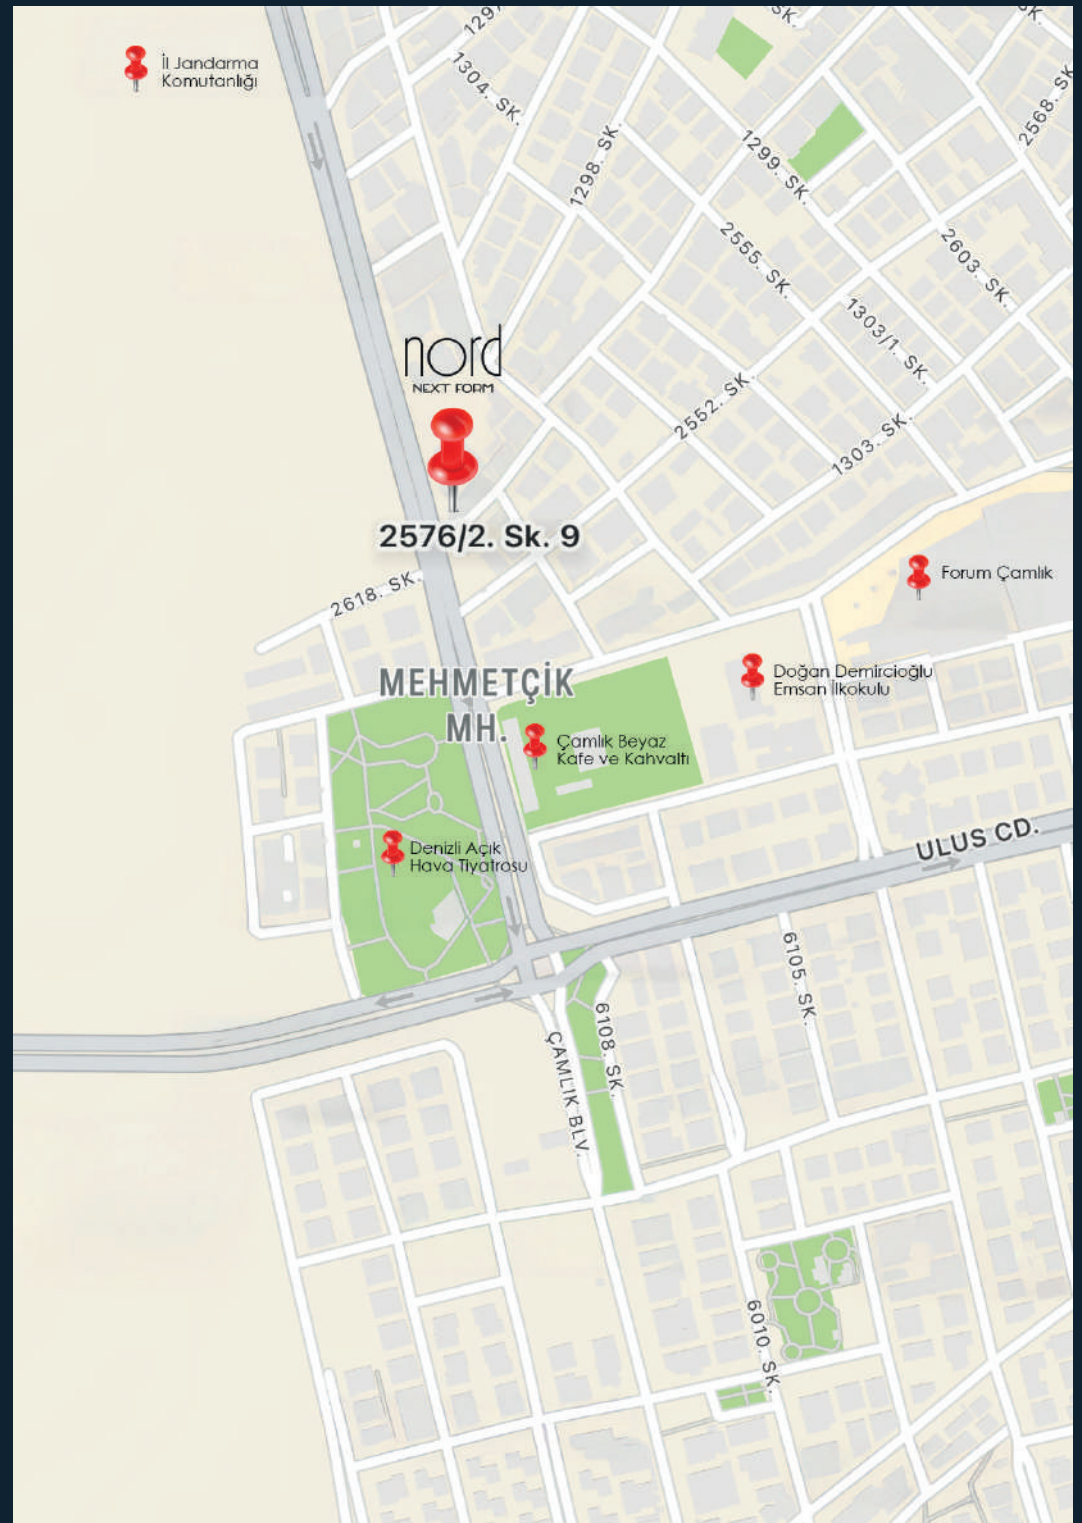 129
SK.
SK.
İl Jandarma
Komutanlığı
1304. SK.
2568. SK
1298. SK.
1299. SK.
2555. SK.
2603. SK.
1303/1. SK.
nord
NEXT FORM
2552. SK.
1303. SK.
2576/2. Sk. 9
Forum Çamlık
2618. SK.
MEHMETÇİK
MH.
Doğan Demircioğlu
Emsan İlkokulu
Çamlık Beyaz
Kafe ve Kahvaltı
Denizli Açık
Hava Tiyatrosu
ULUS CD.
6105. SK.
6108. SK.
ÇAMLIK BLV.
6010. SK.